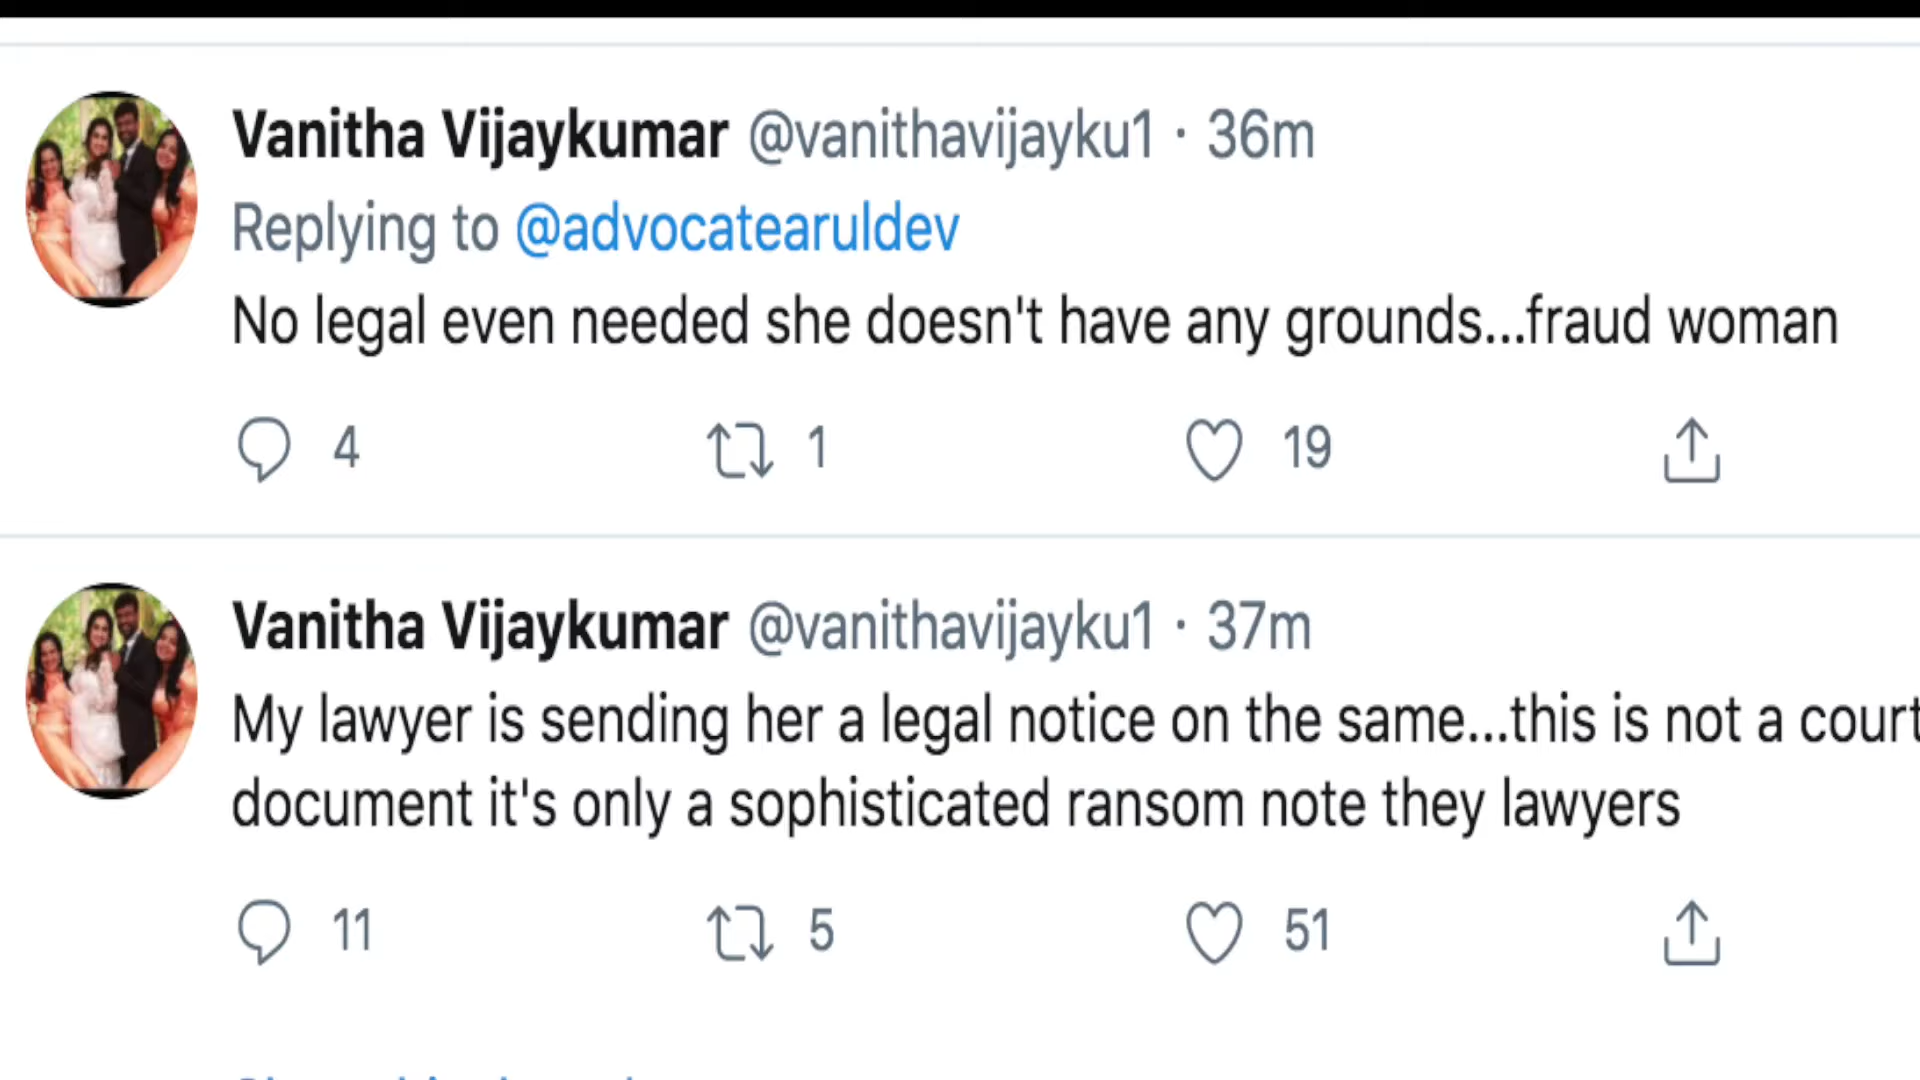 Vanitha Vijaykumar @vanithavijayku1 · 36m
Replying to @advocatearuldev
No legal even needed she doesn't have any grounds...fraud woman
4 1 19
Vanitha Vijaykumar @vanithavijayku1 · 37m
My lawyer is sending her a legal notice on the same...this is not a court
document it's only a sophisticated ransom note they lawyers
11 5 51